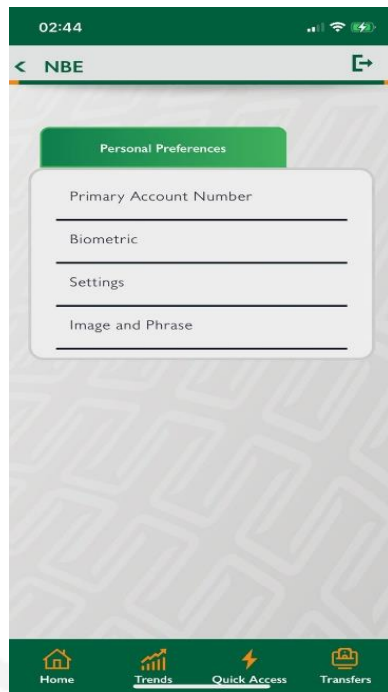 02:44
NBE
Personal Preferences
Primary Account Number
Biometric
Settings
Image and Phrase
Home Trends Quick Access Transfers